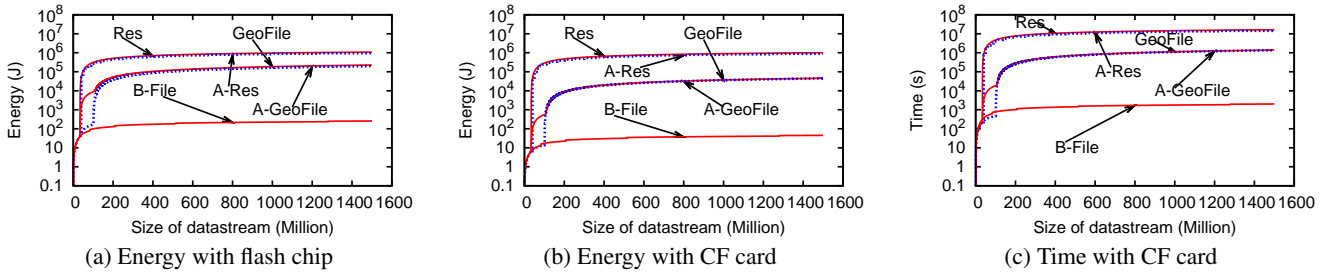 10^8
10^7
10^6
10^5
10^4
10^3
10^2
10
1
0.1
Energy (J)
Res
GeoFile
B-File
A-Res
A-GeoFile
0 200 400 600 800 1000 1200 1400 1600
Size of datastream (Million)
(a) Energy with flash chip
10^8
10^7
10^6
10^5
10^4
10^3
10^2
10
1
0.1
Energy (J)
Res
GeoFile
A-Res
B-File
A-GeoFile
0 200 400 600 800 1000 1200 1400 1600
Size of datastream (Million)
(b) Energy with CF card
10^8
10^7
10^6
10^5
10^4
10^3
10^2
10
1
0.1
Time (s)
Res
GeoFile
A-Res
A-GeoFile
B-File
0 200 400 600 800 1000 1200 1400 1600
Size of datastream (Million)
(c) Time with CF card